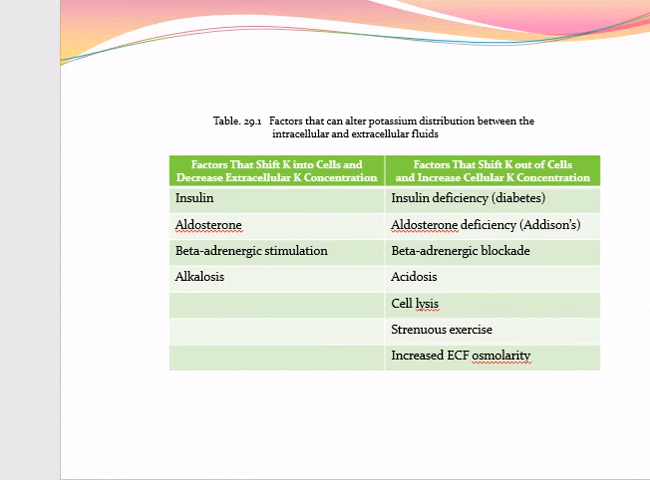 Table. 29.1 Factors that can alter potassium distribution between the
intracellular and extracellular fluids
Factors That Shift K into Cells and
Decrease Extracellular K Concentration
Factors That Shift K out of Cells
and Increase Cellular K Concentration
Insulin
Insulin deficiency (diabetes)
Aldosterone
Aldosterone deficiency (Addison's)
Beta-adrenergic stimulation
Beta-adrenergic blockade
Alkalosis
Acidosis
Cell lysis
Strenuous exercise
Increased ECF osmolarity